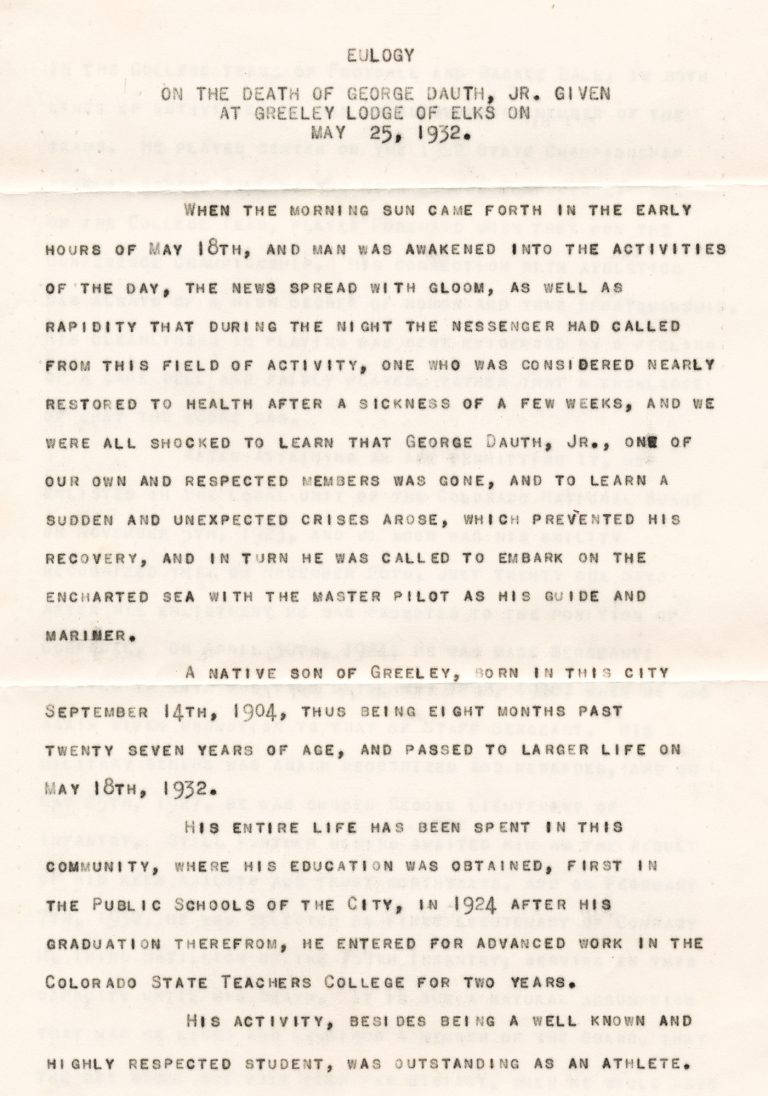 EULOGY
ON THE DEATH OF GEORGE DAUTH, JR. GIVEN
AT GREELEY LODGE OF ELKS ON
MAY 25, 1932.
WHEN THE MORNING SUN CAME FORTH IN THE EARLY
HOURS OF MAY 18TH, AND MAN WAS AWAKENED INTO THE ACTIVITIES
OF THE DAY, THE NEWS SPREAD WITH GLOOM, AS WELL AS
RAPIDITY THAT DURING THE NIGHT THE NESSENGER HAD CALLED
FROM THIS FIELD OF ACTIVITY, ONE WHO WAS CONSIDERED NEARLY
RESTORED TO HEALTH AFTER A SICKNESS OF A FEW WEEKS, AND WE
WERE ALL SHOCKED TO LEARN THAT GEORGE DAUTH, JR., ONE OF
OUR OWN AND RESPECTED MEMBERS WAS GONE, AND TO LEARN A
SUDDEN AND UNEXPECTED CRISES AROSE, WHICH PREVENTED HIS
RECOVERY, AND IN TURN HE WAS CALLED TO EMBARK ON THE
ENCHARTED SEA WITH THE MASTER PILOT AS HIS GUIDE AND
MARINER.
A NATIVE SON OF GREELEY, BORN IN THIS CITY
SEPTEMBER 14TH, 1904, THUS BEING EIGHT MONTHS PAST
TWENTY SEVEN YEARS OF AGE, AND PASSED TO LARGER LIFE ON
MAY 18TH, 1932.
HIS ENTIRE LIFE HAS BEEN SPENT IN THIS
COMMUNITY, WHERE HIS EDUCATION WAS OBTAINED, FIRST IN
THE PUBLIC SCHOOLS OF THE CITY, IN 1924 AFTER HIS
GRADUATION THEREFROM, HE ENTERED FOR ADVANCED WORK IN THE
COLORADO STATE TEACHERS COLLEGE FOR TWO YEARS.
HIS ACTIVITY, BESIDES BEING A WELL KNOWN AND
HIGHLY RESPECTED STUDENT, WAS OUTSTANDING AS AN ATHLETE.